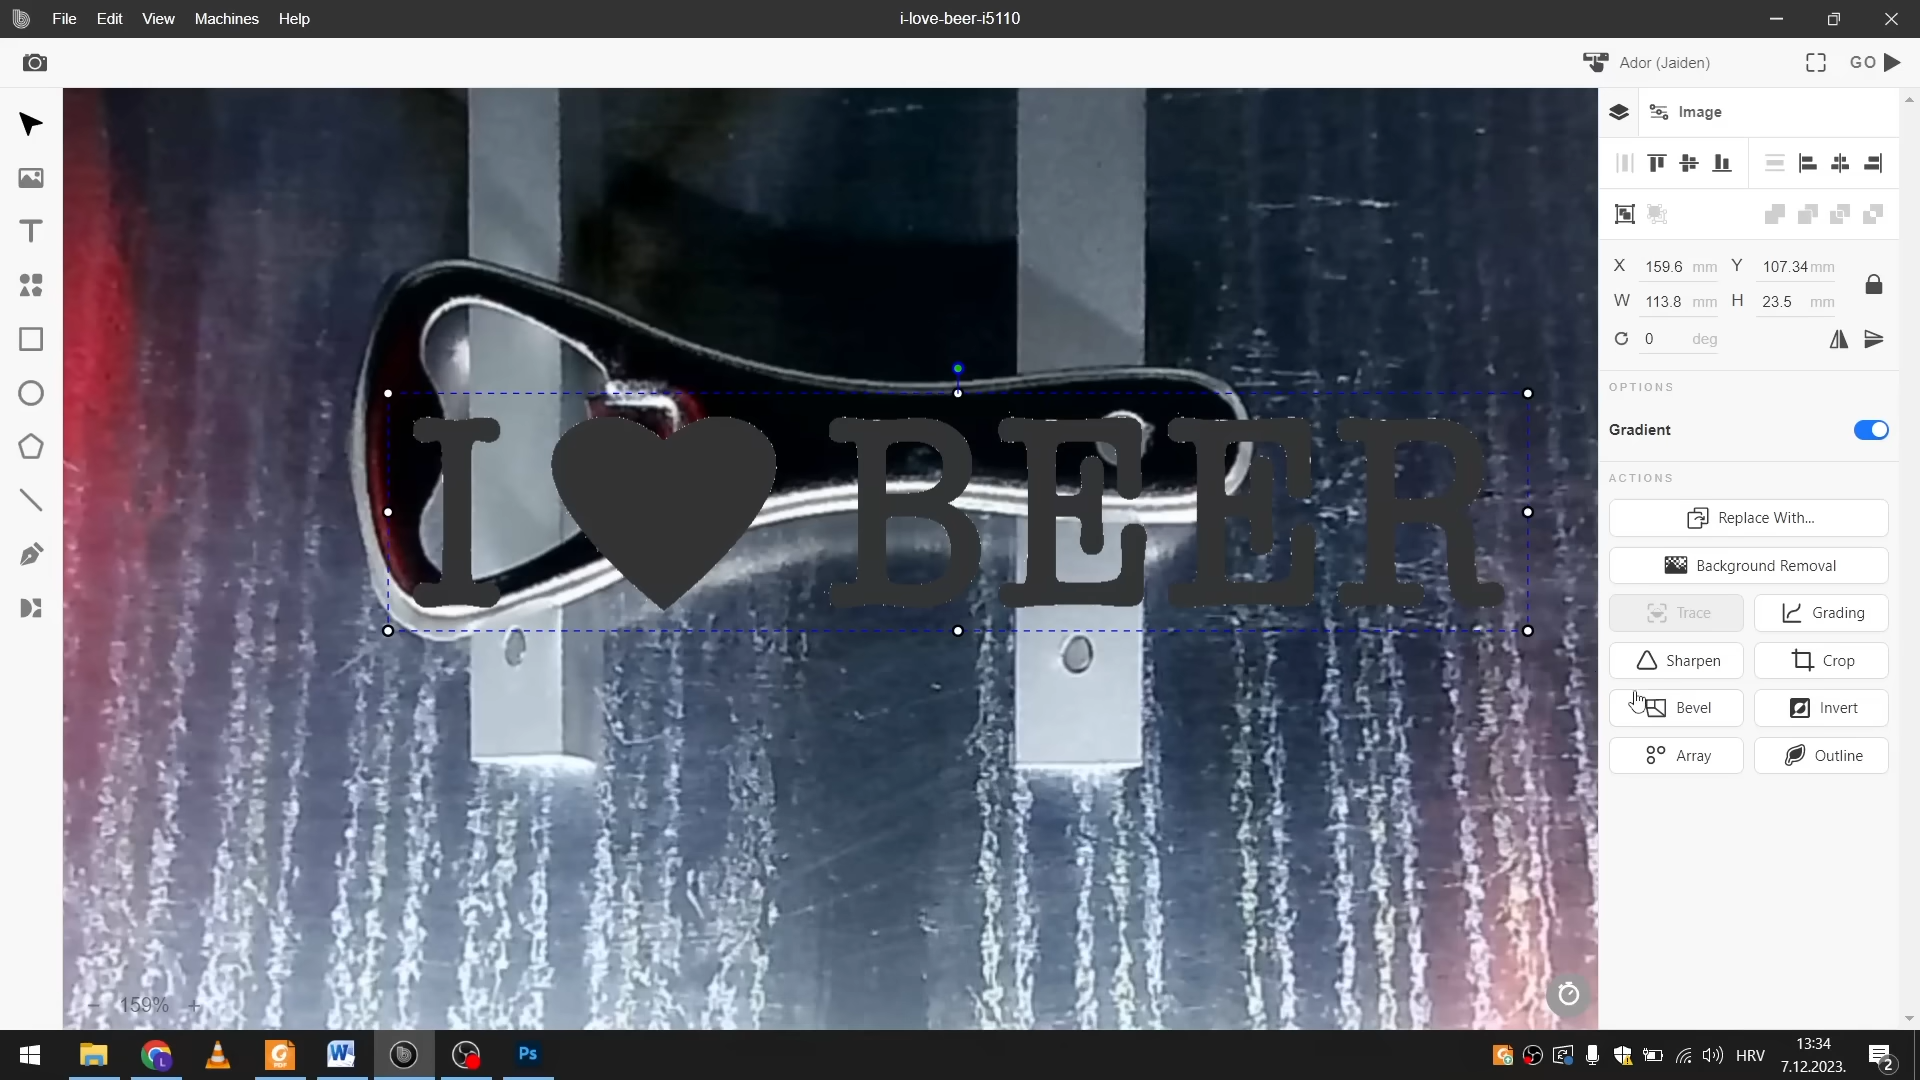 File Edit View Machines Help
i-love-beer-i5110
Ador (Jaiden)
GO
Image
X 159.6 mm Y 107.34 mm
W 113.8 mm H 23.5 mm
0 deg
OPTIONS
Gradient
ACTIONS
Replace With...
Background Removal
Trace Grading
Sharpen Crop
Bevel Invert
Array Outline
I BEER
159%
HRV
13:34
7.12.2023.
2
W
Ps